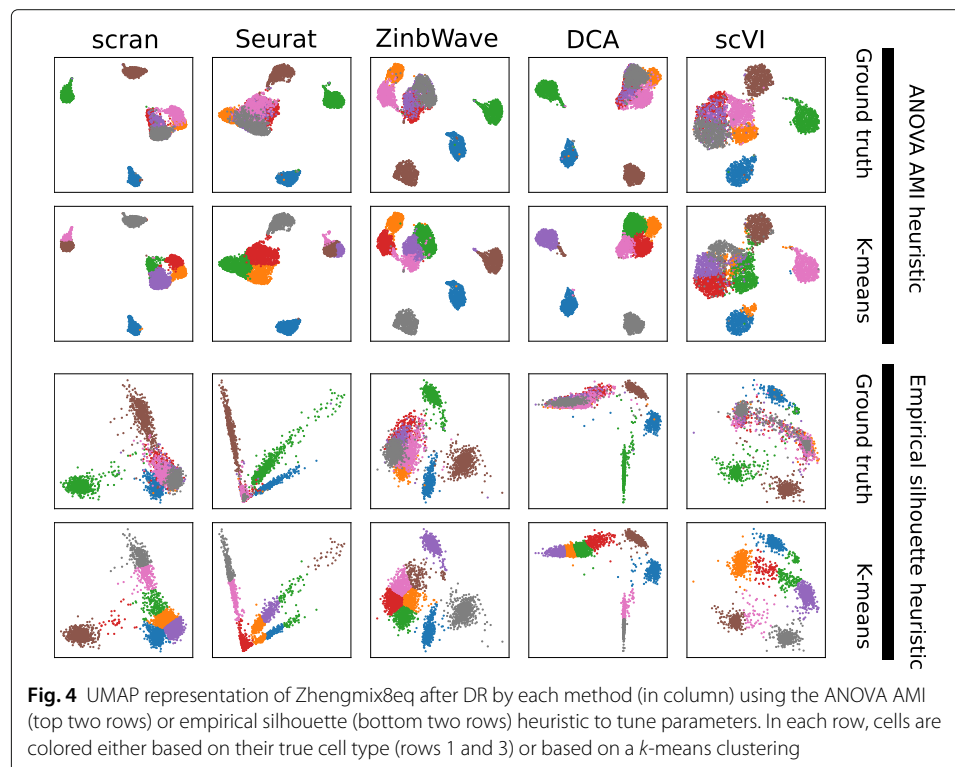 scran Seurat ZinbWave DCA scVI
Ground truth
K-means
ANOVA AMI heuristic
Ground truth
K-means
Empirical silhouette heuristic
Fig. 4 UMAP representation of Zhengmix8eq after DR by each method (in column) using the ANOVA AMI
(top two rows) or empirical silhouette (bottom two rows) heuristic to tune parameters. In each row, cells are
colored either based on their true cell type (rows 1 and 3) or based on a k-means clustering